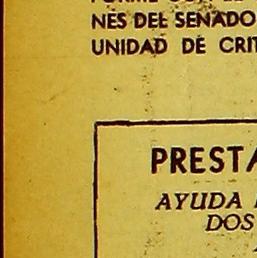 NES DEL SENADO
UNIDAD DE CRIT
PRESTA
AYUDA
DOS